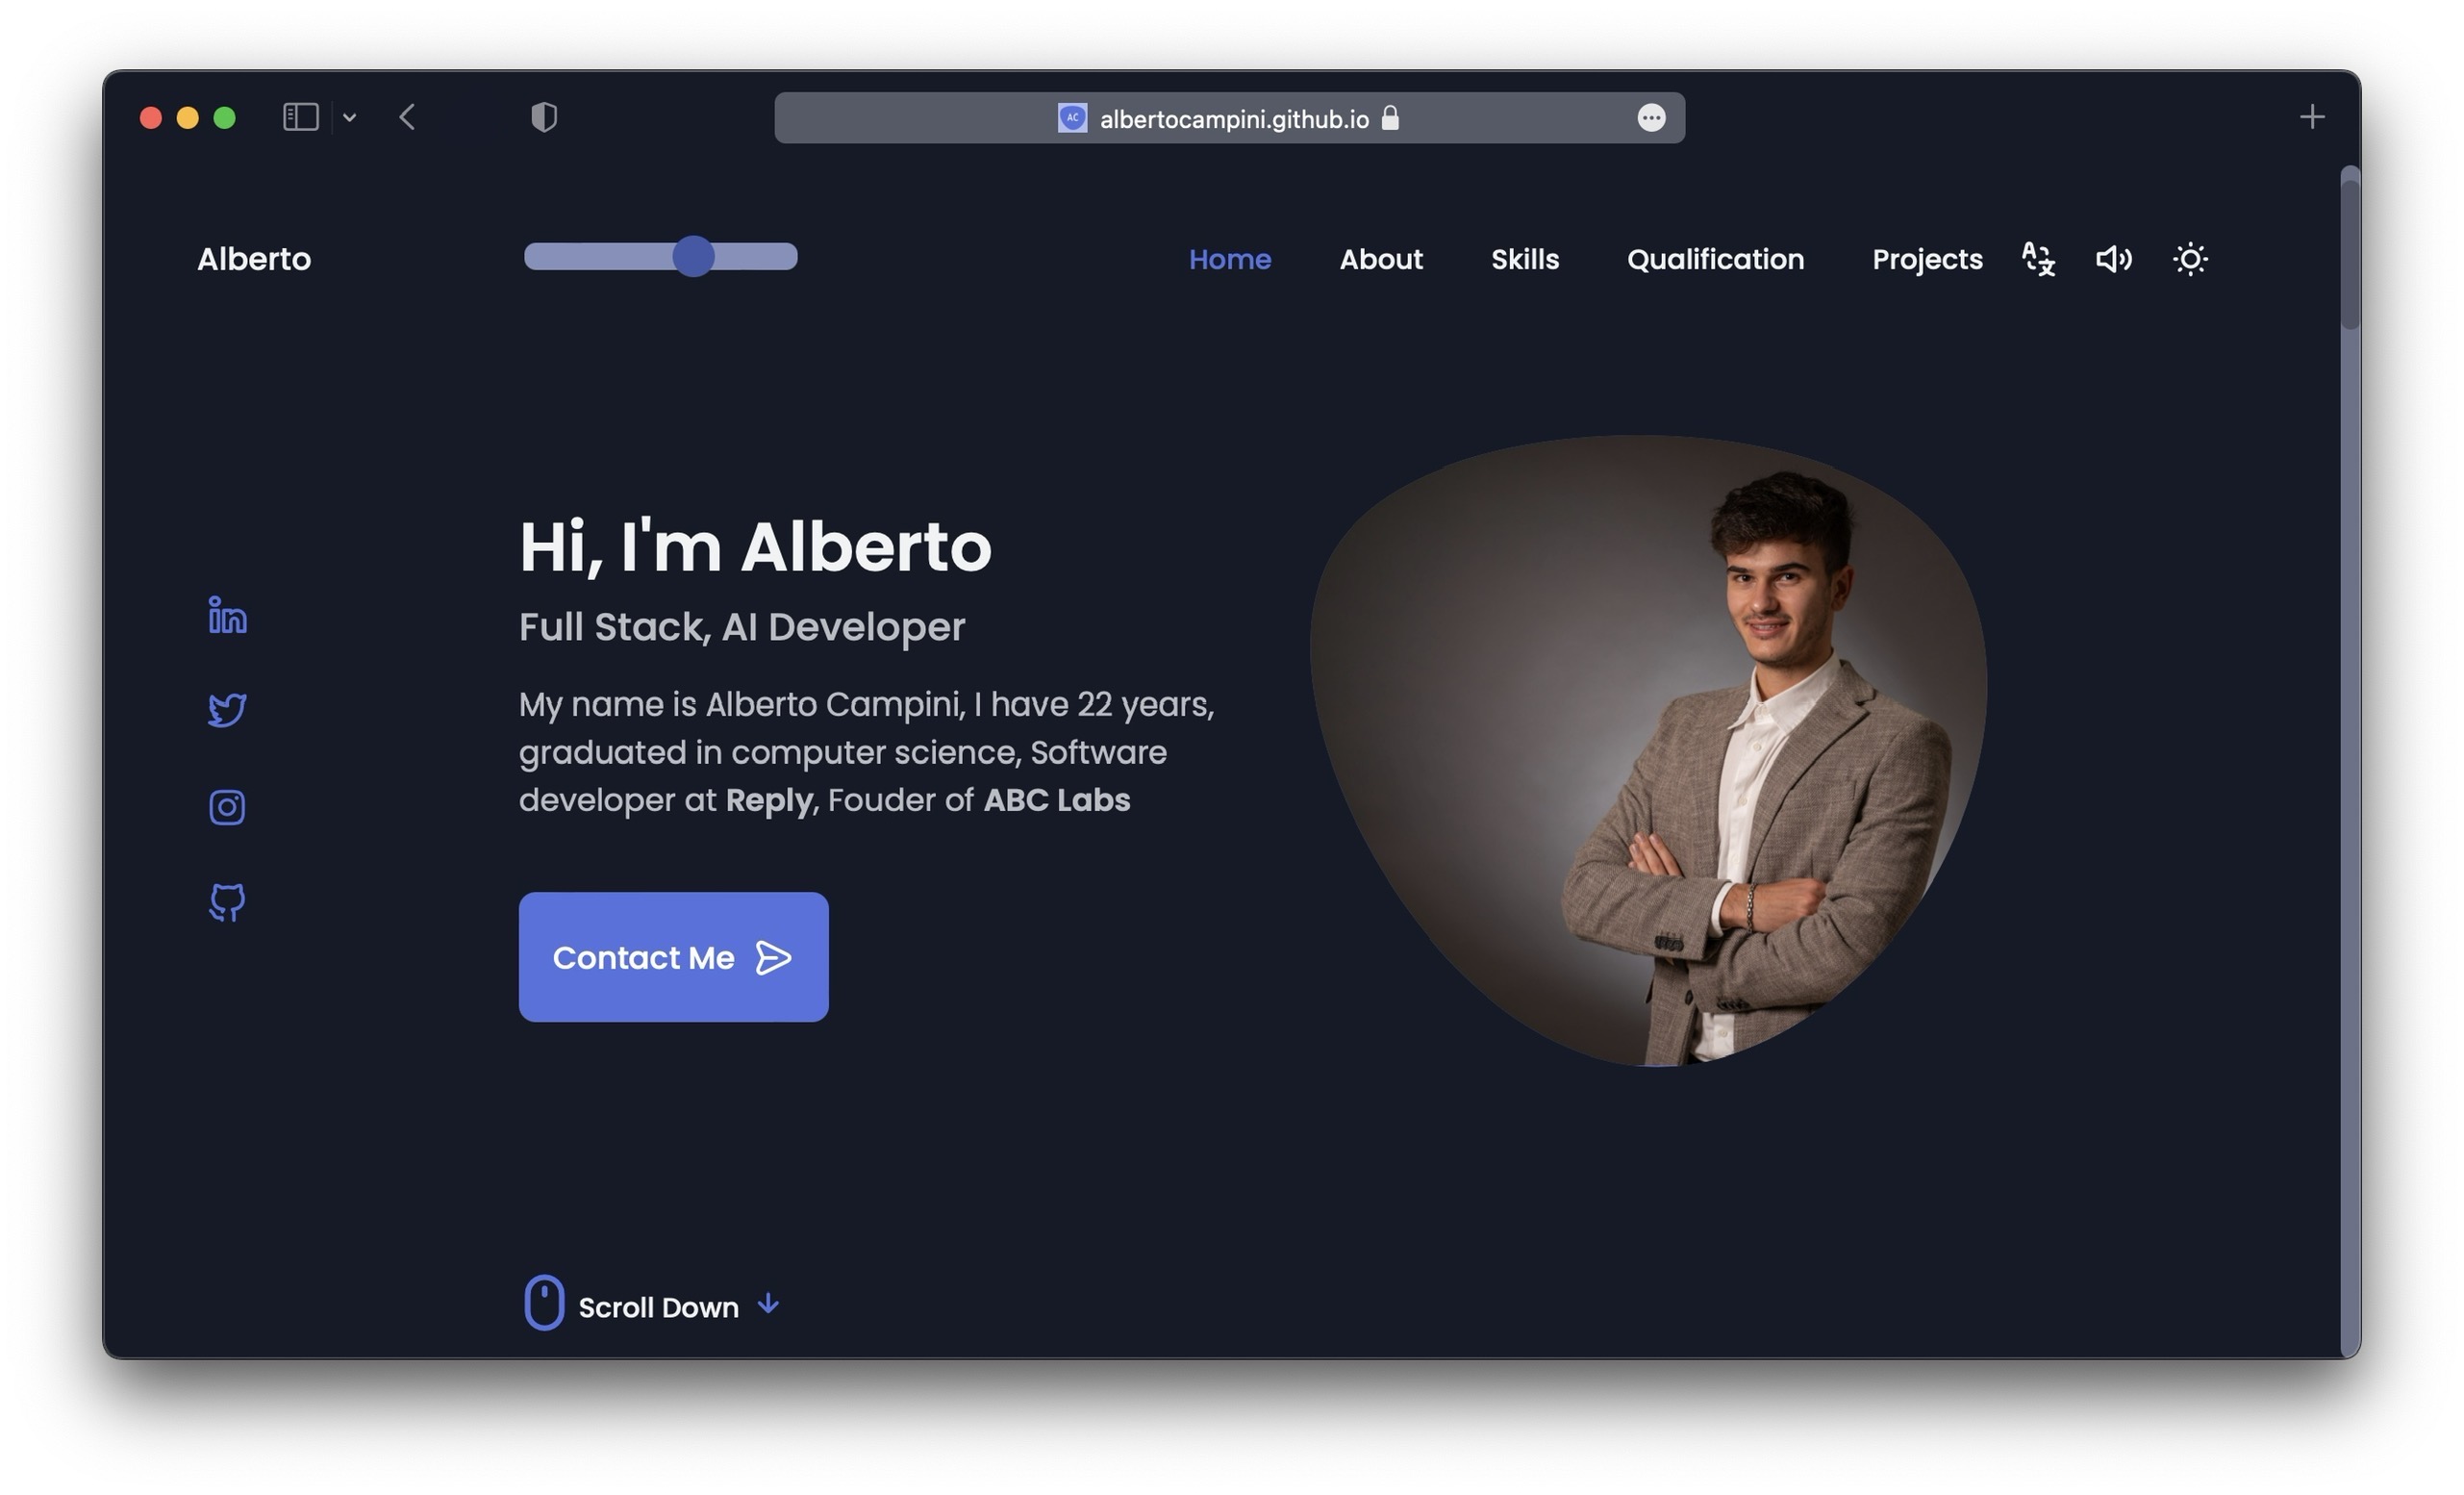 AC albertocampini.github.io
Alberto
Home About Skills Qualification Projects
Hi, I'm Alberto
Full Stack, AI Developer
My name is Alberto Campini, I have 22 years,
graduated in computer science, Software
developer at Reply, Fouder of ABC Labs
Contact Me
Scroll Down